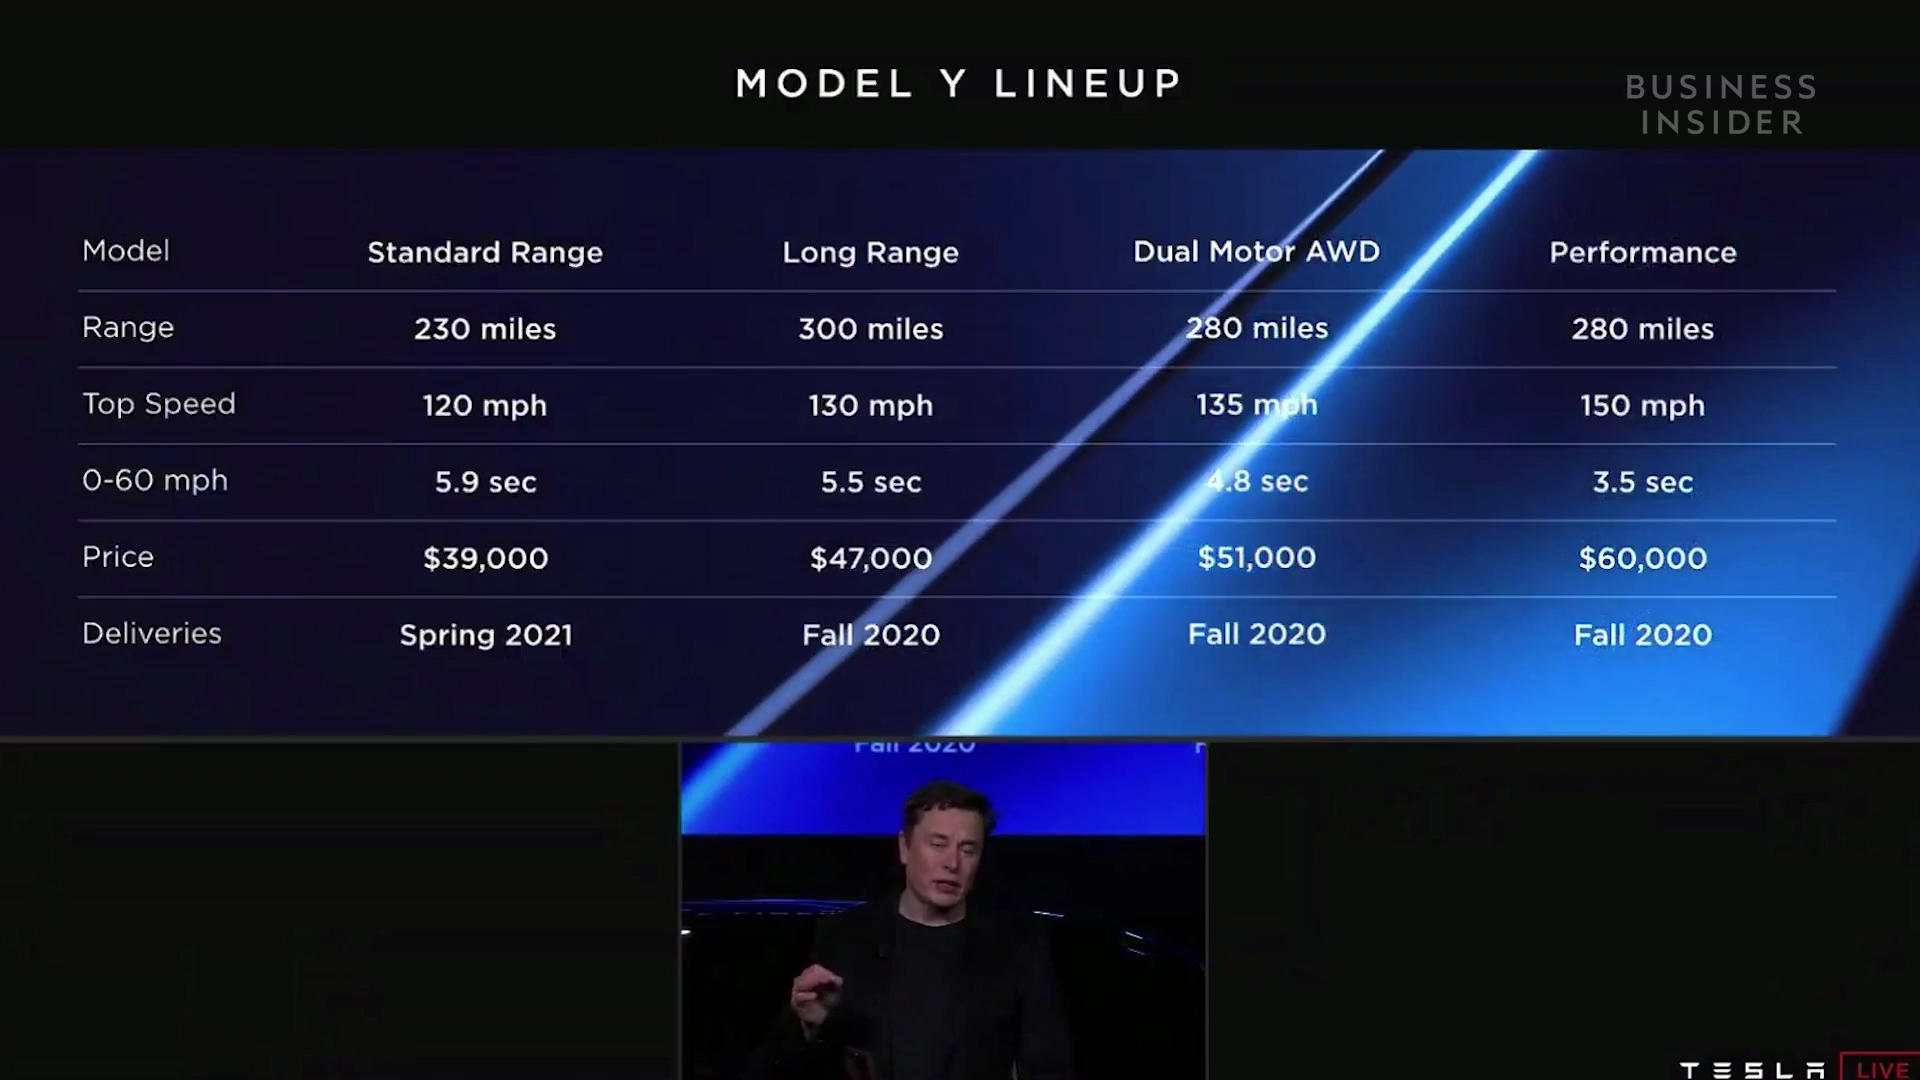 MODEL Y LINEUP
BUSINESS
INSIDER
Model Standard Range Long Range Dual Motor AWD Performance
Range 230 miles 300 miles 280 miles 280 miles
Top Speed 120 mph 130 mph 135 mph 150 mph
0-60 mph 5.9 sec 5.5 sec 4.8 sec 3.5 sec
Price $39,000 $47,000 $51,000 $60,000
Deliveries Spring 2021 Fall 2020 Fall 2020 Fall 2020
Fall 2020
TESLA LIVE